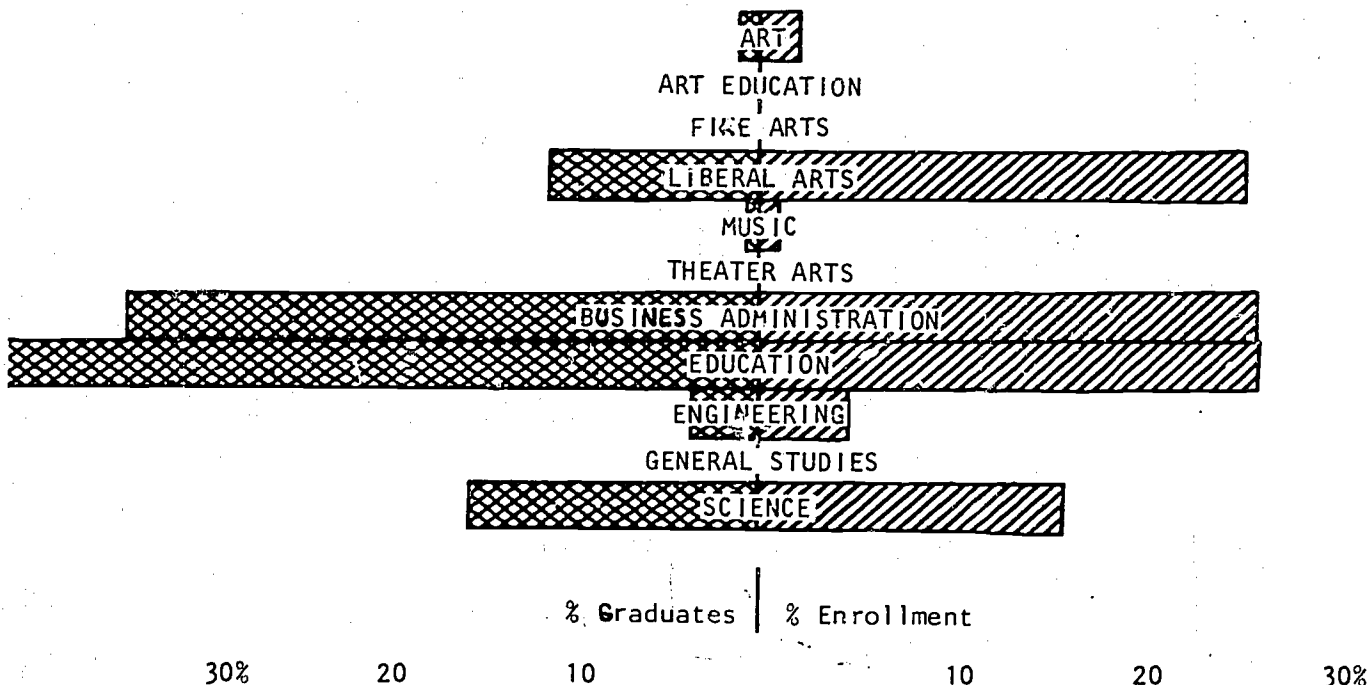 ART
ART EDUCATION
FINE ARTS
LIBERAL ARTS
MUSIC
THEATER ARTS
BUSINESS ADMINISTRATION
EDUCATION
ENGINEERING
GENERAL STUDIES
SCIENCE
% Graduates % Enrollment
30% 20 10 10 20 30%